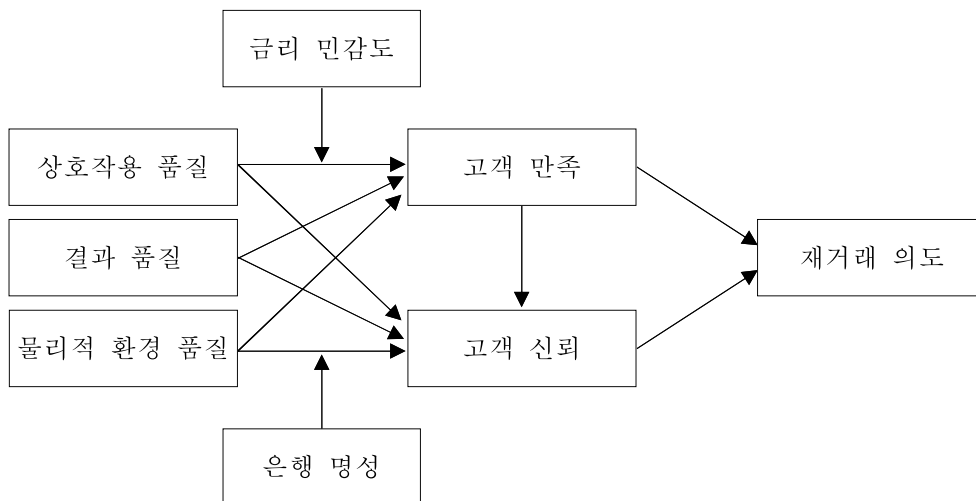 금리 민감도
상호작용 품질
고객 만족
결과 품질
재거래 의도
물리적 환경 품질
고객 신뢰
은행 명성